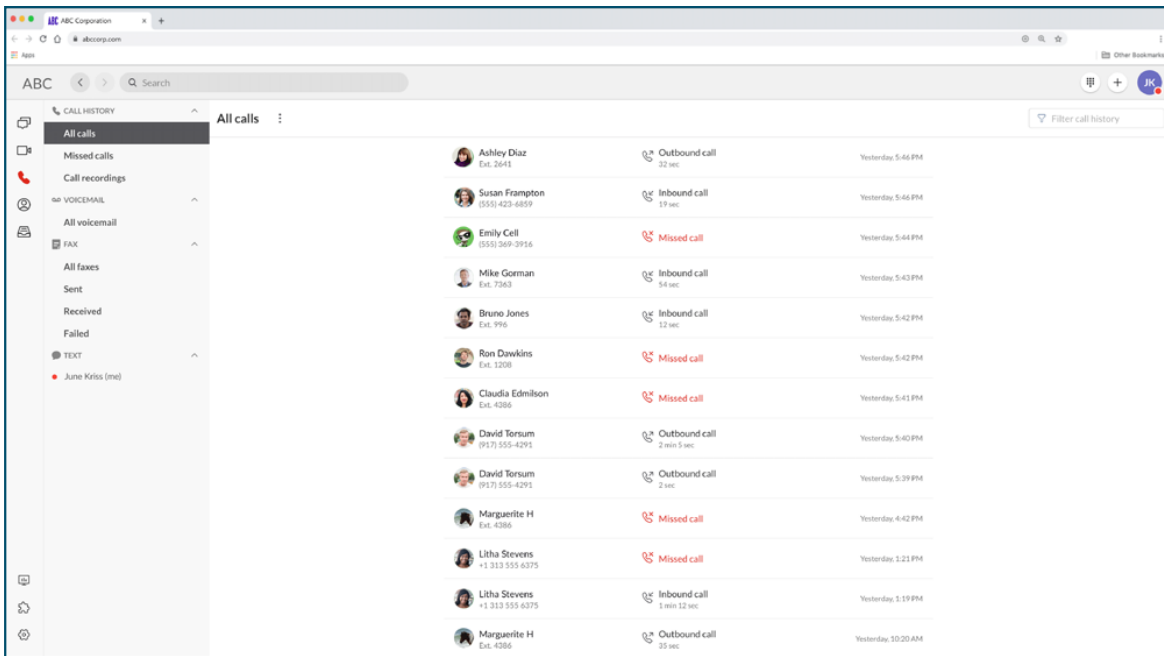 ABC ABC Corporation
abccorp.com
Apps
Other Bookmarks
ABC
Search
JK
CALL HISTORY
All calls
Missed calls
Call recordings
VOICEMAIL
All voicemail
FAX
All faxes
Sent
Received
Failed
TEXT
June Kriss (me)
All calls
Filter call history
Ashley Diaz Outbound call Yesterday, 5:46 PM
Ext. 2641 32 sec
Susan Frampton Inbound call Yesterday, 5:46 PM
(555) 423-6859 19 sec
Emily Cell Missed call Yesterday, 5:44 PM
(555) 369-3916
Mike Gorman Inbound call Yesterday, 5:43 PM
Ext. 7363 54 sec
Bruno Jones Inbound call Yesterday, 5:42 PM
Ext. 996 12 sec
Ron Dawkins Missed call Yesterday, 5:42 PM
Ext. 1208
Claudia Edmilson Missed call Yesterday, 5:41 PM
Ext. 4386
David Torsum Outbound call Yesterday, 5:40 PM
(917) 555-4291 2 min 5 sec
David Torsum Outbound call Yesterday, 5:39 PM
(917) 555-4291 2 sec
Marguerite H Missed call Yesterday, 4:42 PM
Ext. 4386
Litha Stevens Missed call Yesterday, 1:21 PM
+1 313 555 6375
Litha Stevens Inbound call Yesterday, 1:19 PM
+1 313 555 6375 1 min 12 sec
Marguerite H Outbound call Yesterday, 10:20 AM
Ext. 4386 35 sec